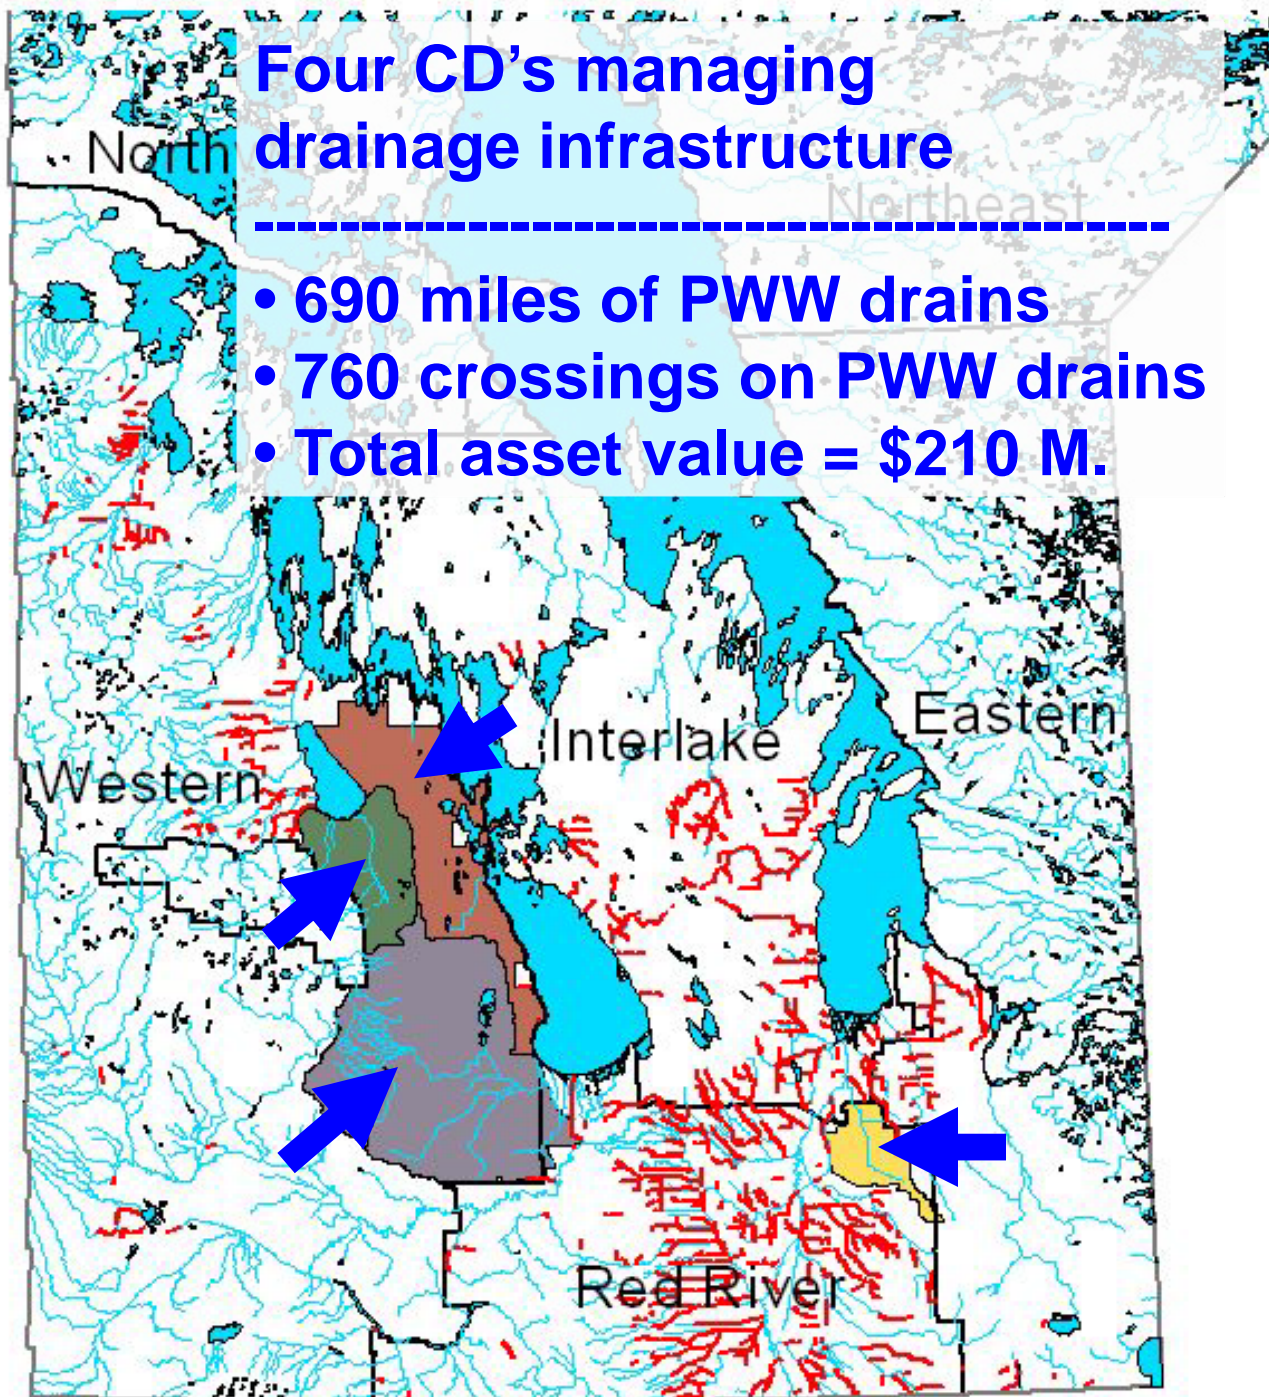 Four CD's managing
drainage infrastructure
-------------------------------------------
• 690 miles of PWW drains
• 760 crossings on PWW drains
• Total asset value = $210 M.
North
Northeast
Interlake
Eastern
Western
Red River